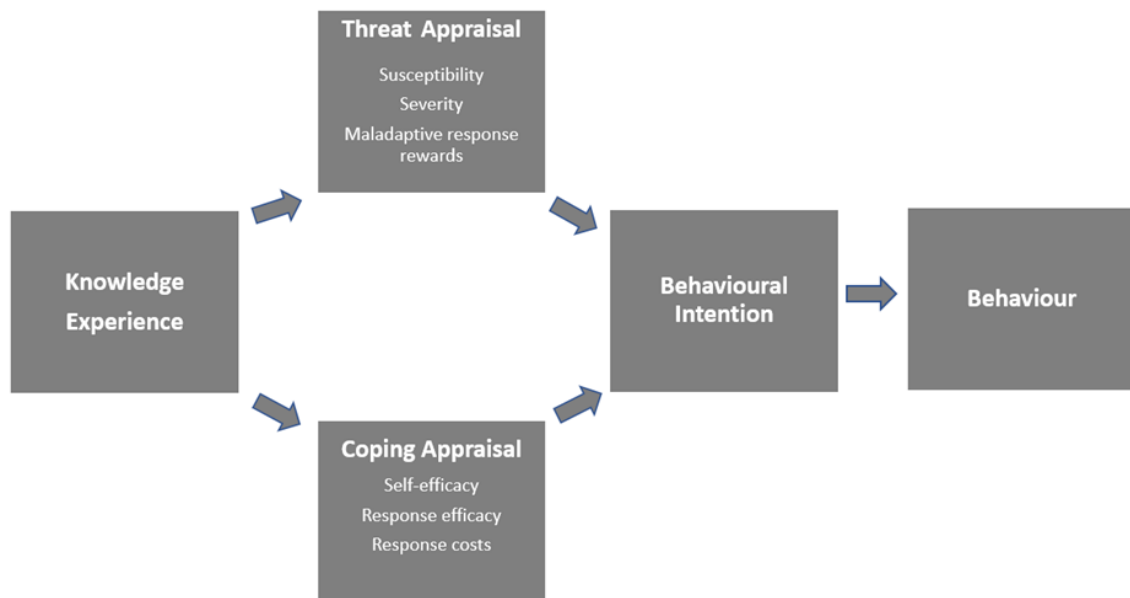 Threat Appraisal
Susceptibility
Severity
Maladaptive response
rewards
Knowledge
Experience
Behavioural
Intention
Behaviour
Coping Appraisal
Self-efficacy
Response efficacy
Response costs